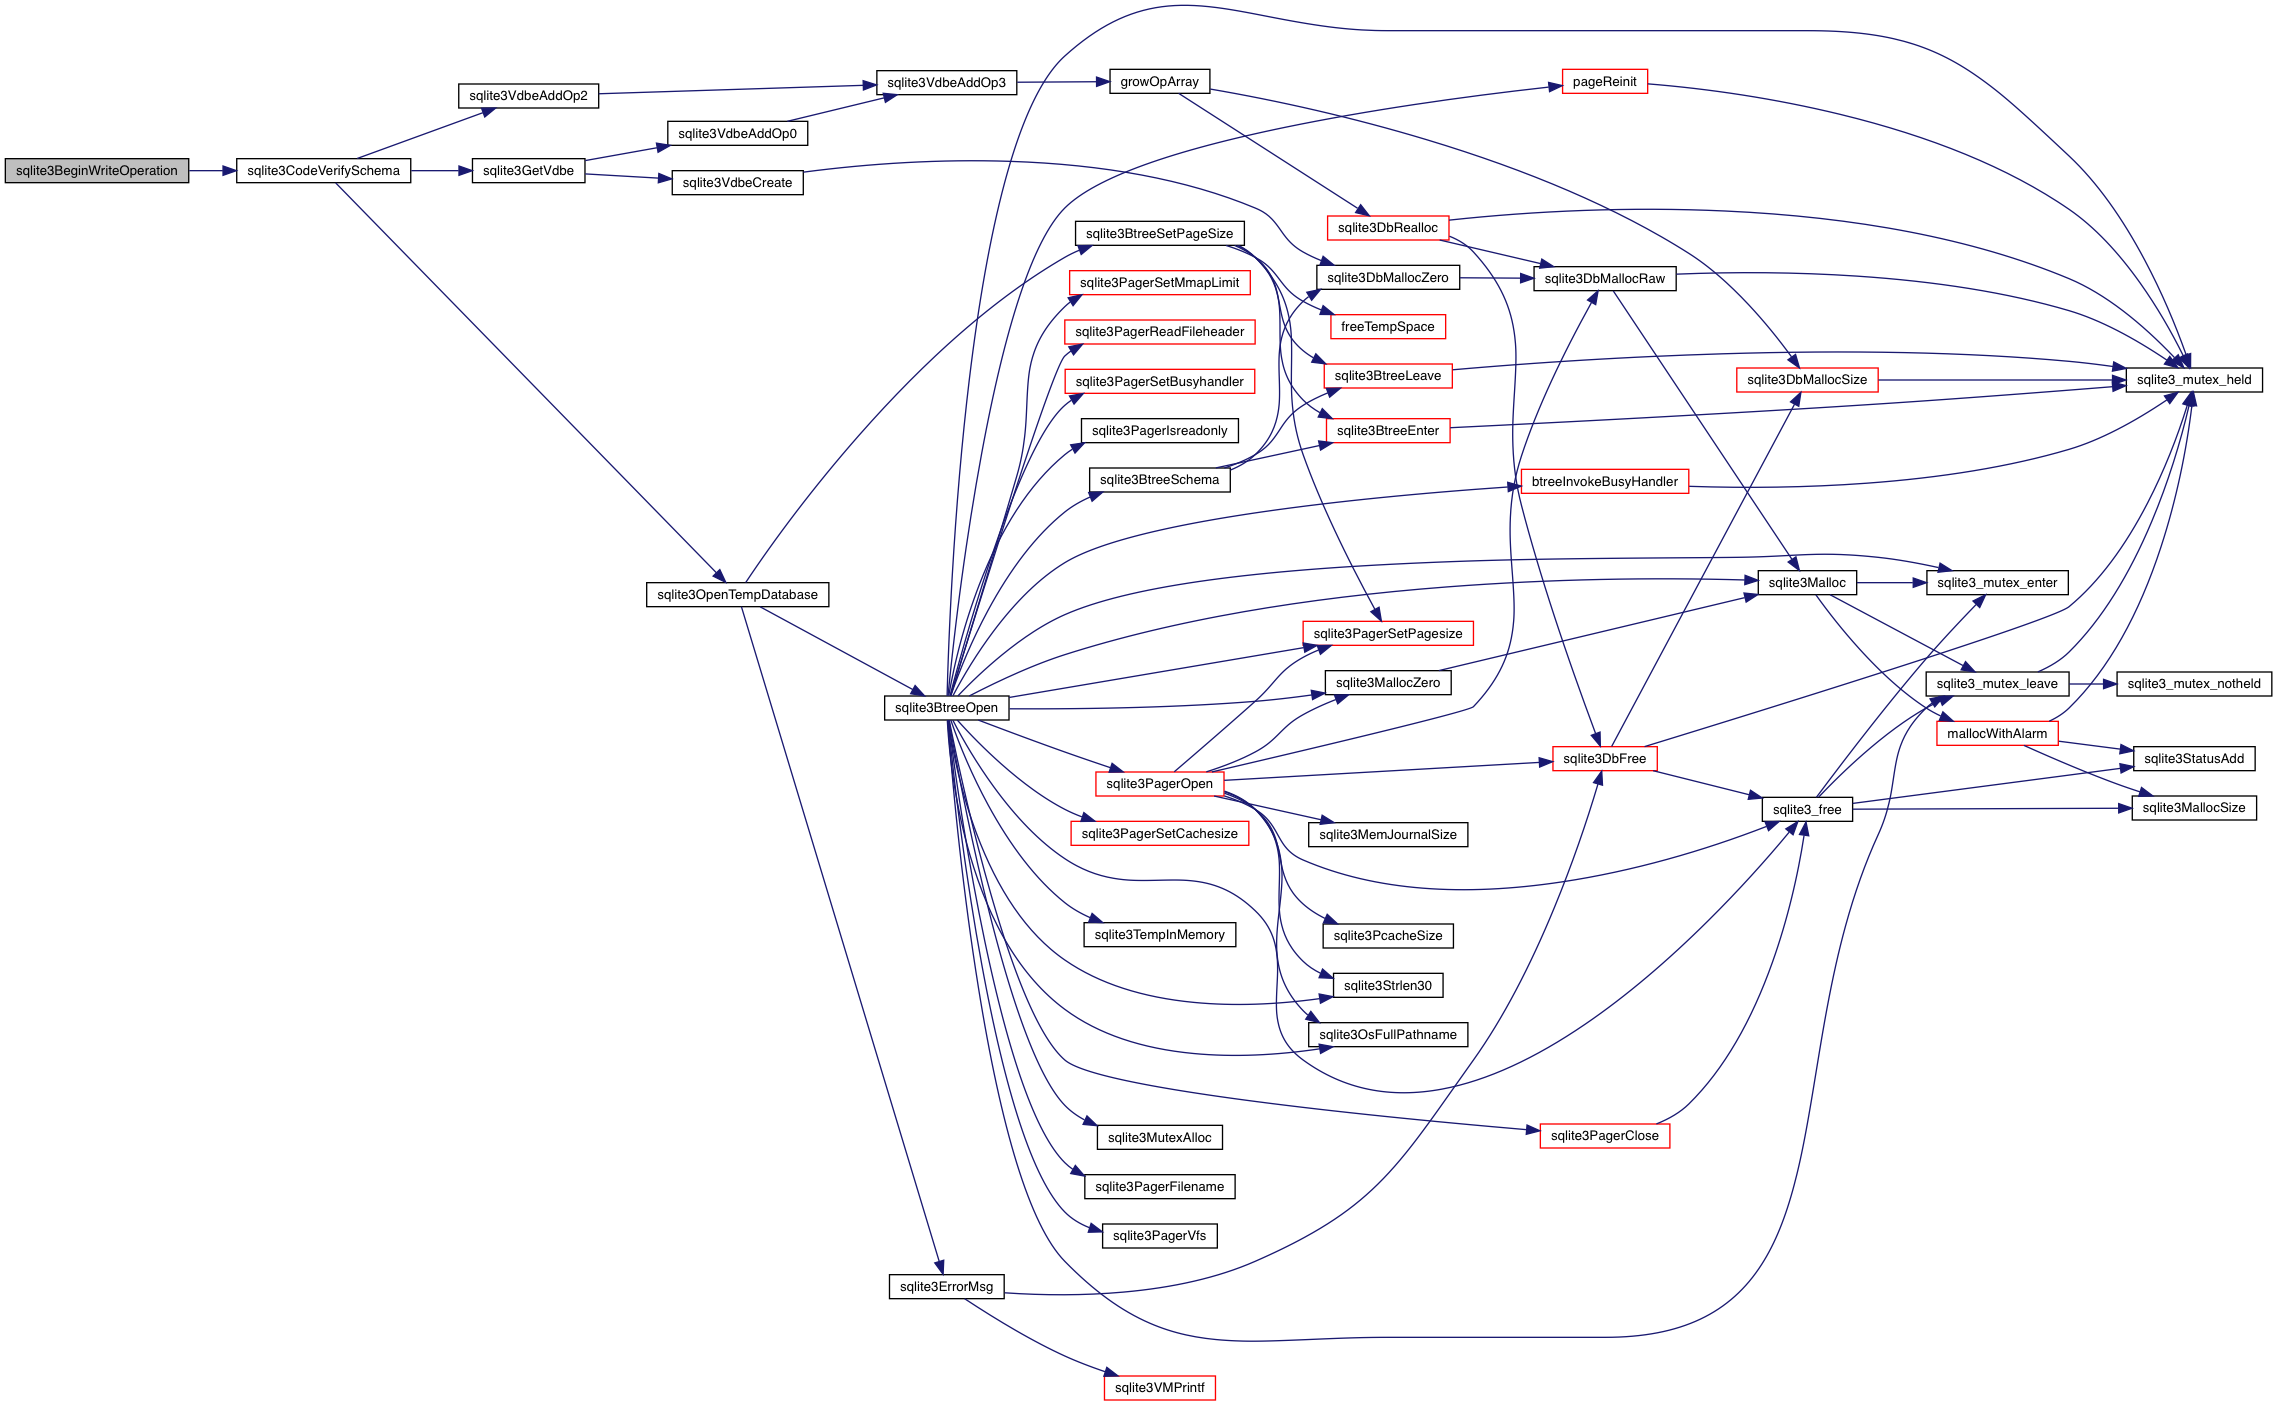 sqlite3BeginWriteOperation
sqlite3CodeVerifySchema
sqlite3VdbeAddOp2
sqlite3GetVdbe
sqlite3VdbeAddOp0
sqlite3VdbeCreate
sqlite3OpenTempDatabase
sqlite3VdbeAddOp3
sqlite3BtreeOpen
sqlite3ErrorMsg
growOpArray
sqlite3BtreeSetPageSize
sqlite3PagerSetMmapLimit
sqlite3PagerReadFileheader
sqlite3PagerSetBusyhandler
sqlite3PagerIsreadonly
sqlite3BtreeSchema
sqlite3PagerOpen
sqlite3PagerSetCachesize
sqlite3TempInMemory
sqlite3MutexAlloc
sqlite3PagerFilename
sqlite3PagerVfs
sqlite3VMPrintf
sqlite3DbRealloc
sqlite3DbMallocZero
freeTempSpace
sqlite3BtreeLeave
sqlite3BtreeEnter
sqlite3PagerSetPagesize
sqlite3MallocZero
sqlite3MemJournalSize
sqlite3PcacheSize
sqlite3Strlen30
sqlite3OsFullPathname
pageReinit
sqlite3DbMallocRaw
btreeInvokeBusyHandler
sqlite3DbFree
sqlite3PagerClose
sqlite3DbMallocSize
sqlite3Malloc
sqlite3_free
sqlite3_mutex_enter
sqlite3_mutex_leave
mallocWithAlarm
sqlite3_mutex_held
sqlite3_mutex_notheld
sqlite3StatusAdd
sqlite3MallocSize